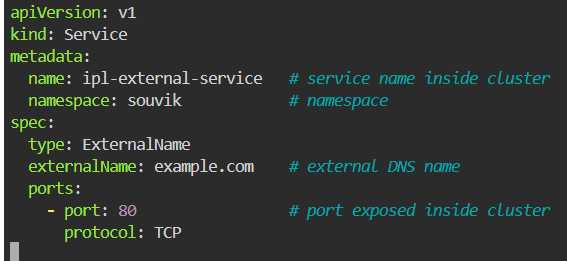 apiVersion: v1
kind: Service
metadata:
  name: ipl-external-service   # service name inside cluster
  namespace: souvik            # namespace
spec:
  type: ExternalName
  externalName: example.com    # external DNS name
  ports:
    - port: 80                 # port exposed inside cluster
      protocol: TCP